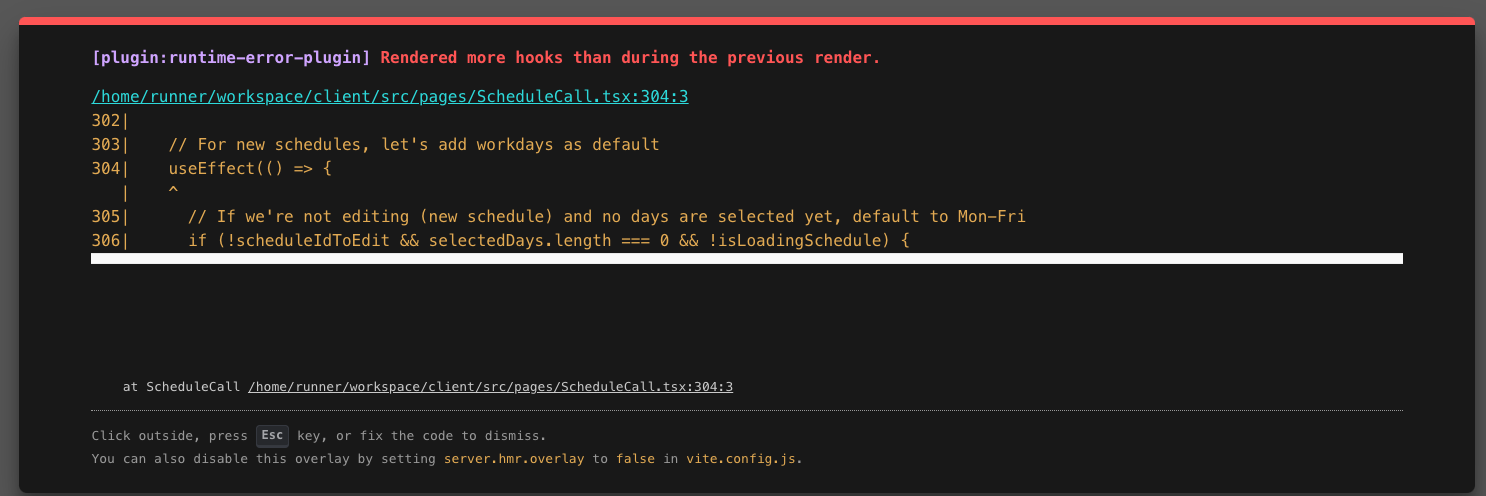 [plugin:runtime-error-plugin] Rendered more hooks than during the previous render.
/home/runner/workspace/client/src/pages/ScheduleCall.tsx:304:3
302|
303|    // For new schedules, let's add workdays as default
304|    useEffect(() => {
   |    ^
305|      // If we're not editing (new schedule) and no days are selected yet, default to Mon-Fri
306|      if (!scheduleIdToEdit && selectedDays.length === 0 && !isLoadingSchedule) {
at ScheduleCall /home/runner/workspace/client/src/pages/ScheduleCall.tsx:304:3
Click outside, press Esc key, or fix the code to dismiss.
You can also disable this overlay by setting server.hmr.overlay to false in vite.config.js.